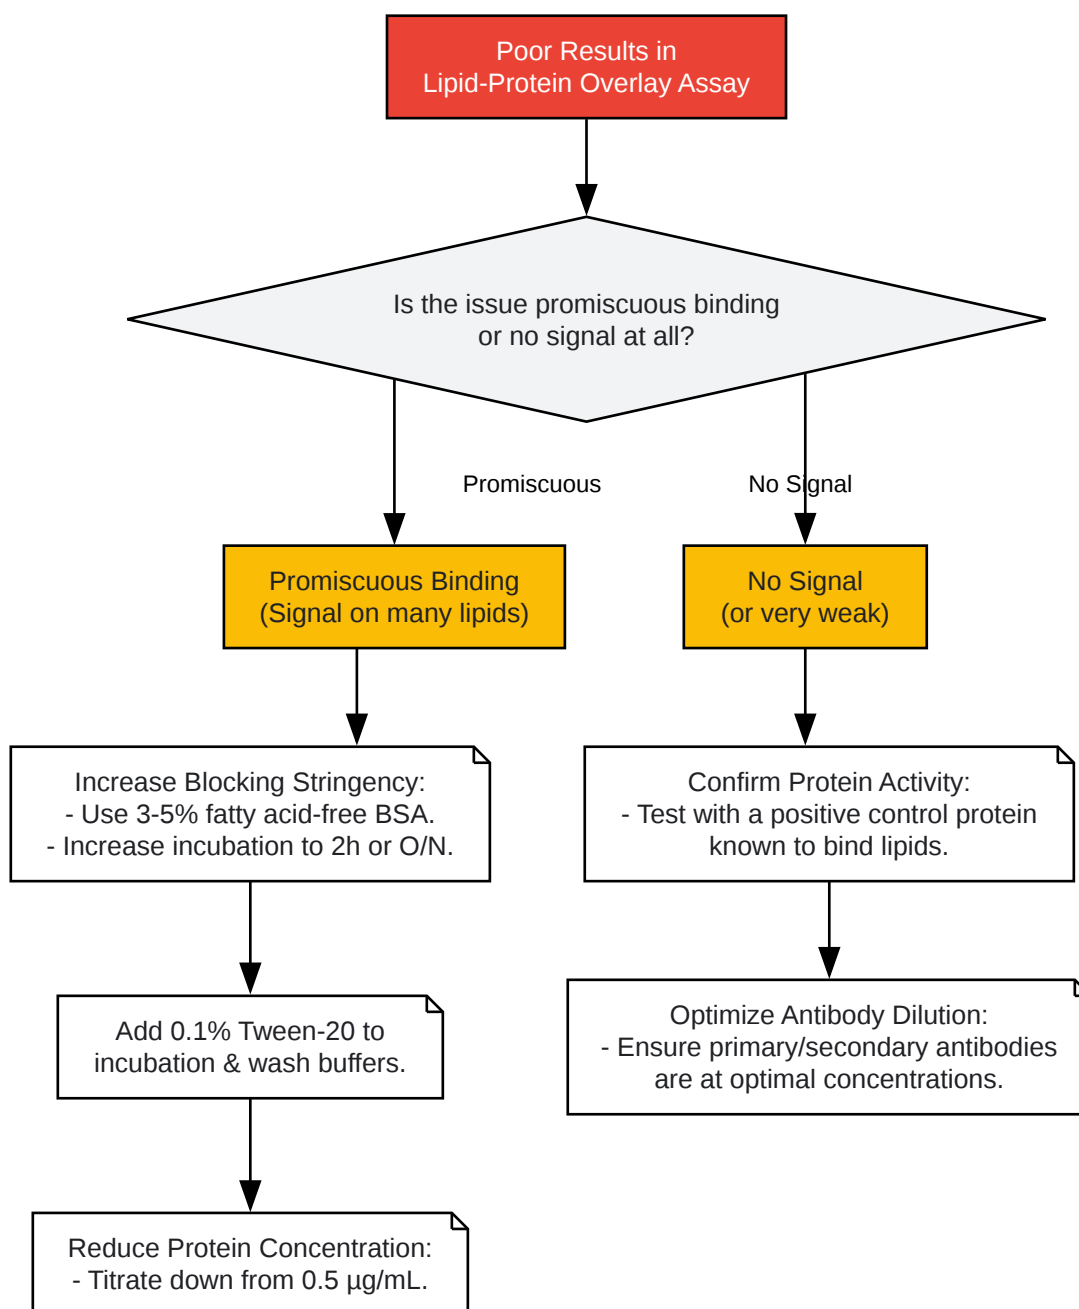 Poor Results in
Lipid-Protein Overlay Assay
Is the issue promiscuous binding
or no signal at all?
Promiscuous
No Signal
Promiscuous Binding
(Signal on many lipids)
No Signal
(or very weak)
Increase Blocking Stringency:
- Use 3-5% fatty acid-free BSA.
- Increase incubation to 2h or O/N.
Confirm Protein Activity:
- Test with a positive control protein
known to bind lipids.
Add 0.1% Tween-20 to
incubation & wash buffers.
Optimize Antibody Dilution:
- Ensure primary/secondary antibodies
are at optimal concentrations.
Reduce Protein Concentration:
- Titrate down from 0.5 µg/mL.